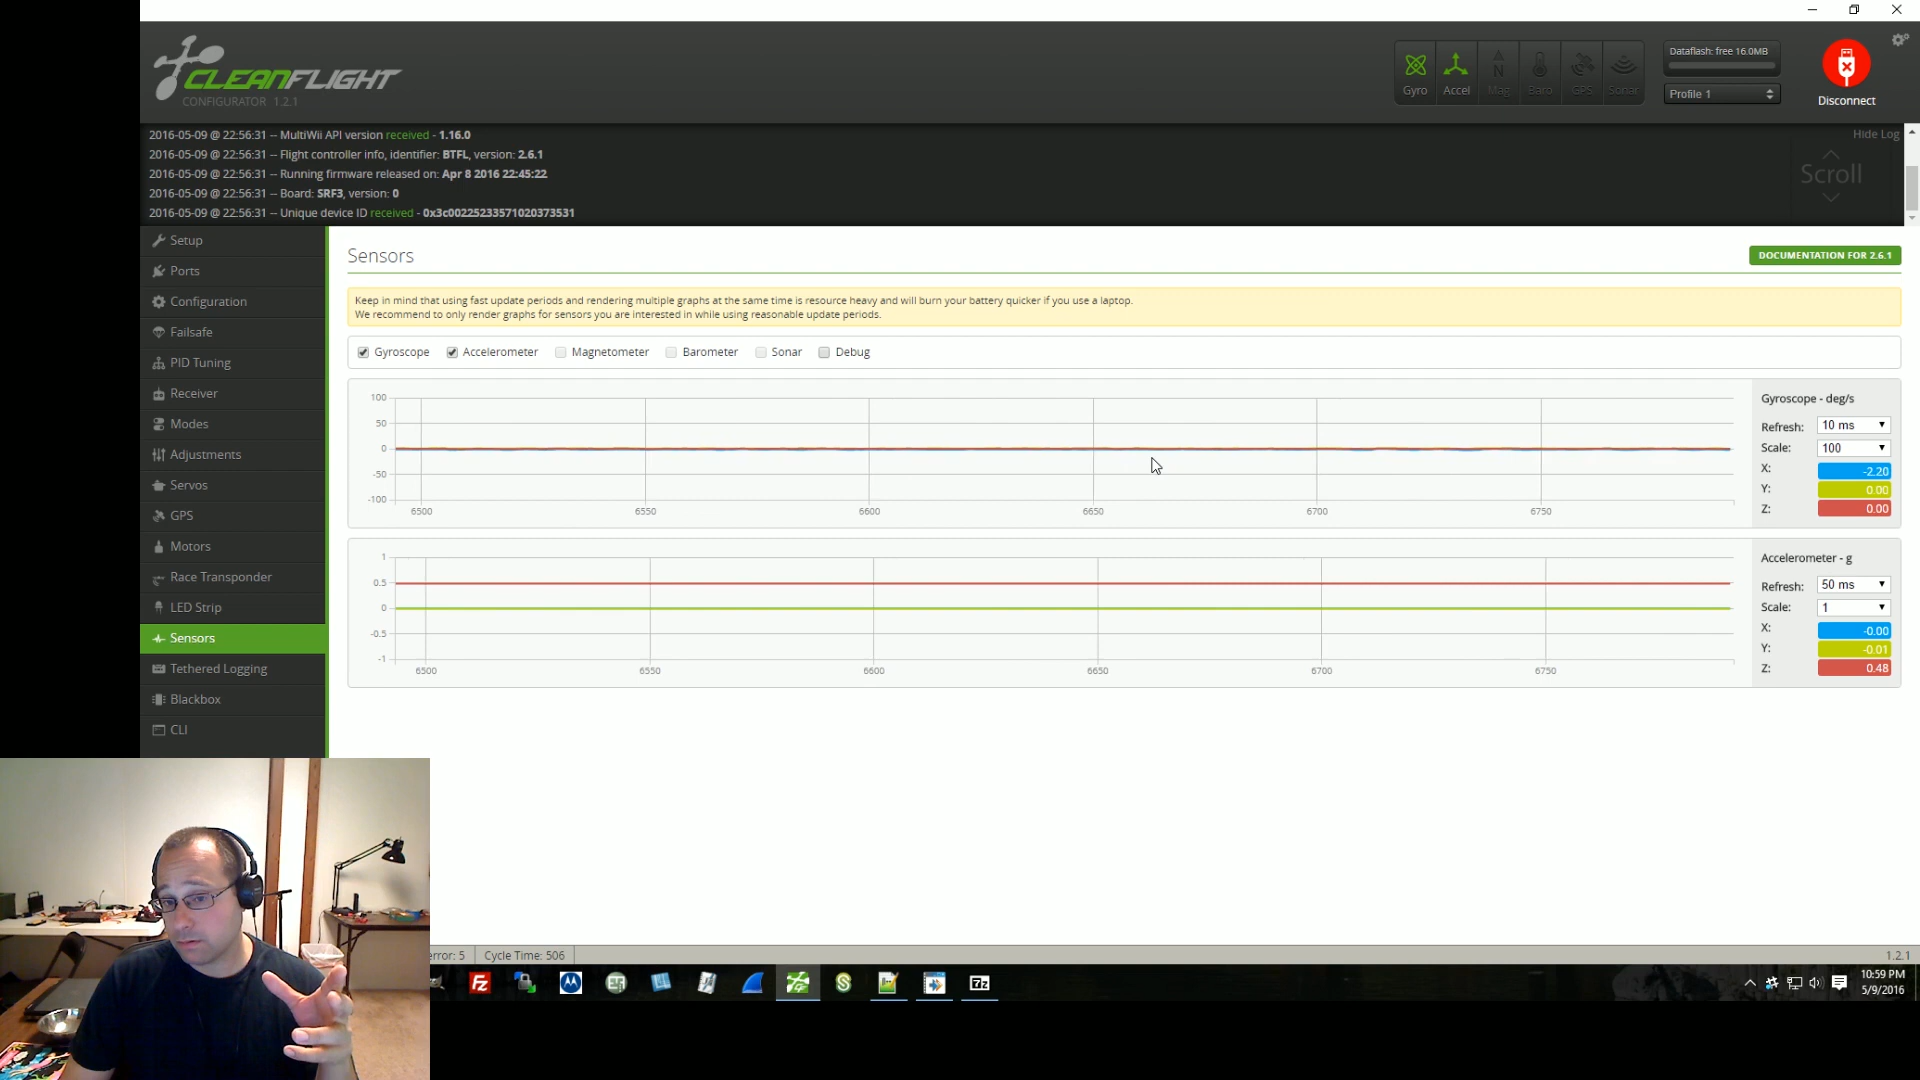 CLEANFLIGHT
CONFIGURATOR 1.2.1
Gyro
Accel
Mag
Baro
GPS
Sonar
Dataflash: free 16.0MB
Profile 1
Disconnect
2016-05-09 @ 22:56:31 -- MultiWii API version received - 1.16.0
2016-05-09 @ 22:56:31 -- Flight controller info, identifier: BTFL, version: 2.6.1
2016-05-09 @ 22:56:31 -- Running firmware released on: Apr 8 2016 22:45:22
2016-05-09 @ 22:56:31 -- Board: SRF3, version: 0
2016-05-09 @ 22:56:31 -- Unique device ID received - 0x3c00225233571020373531
Hide Log
Scroll
Setup
Ports
Configuration
Failsafe
PID Tuning
Receiver
Modes
Adjustments
Servos
GPS
Motors
Race Transponder
LED Strip
Sensors
Tethered Logging
Blackbox
CLI
Sensors
DOCUMENTATION FOR 2.6.1
Keep in mind that using fast update periods and rendering multiple graphs at the same time is resource heavy and will burn your battery quicker if you use a laptop.
We recommend to only render graphs for sensors you are interested in while using reasonable update periods.
Gyroscope Accelerometer Magnetometer Barometer Sonar Debug
100
50
0
-50
-100
6500 6550 6600 6650 6700 6750
Gyroscope - deg/s
Refresh: 10 ms
Scale: 100
X: -2.20
Y: 0.00
Z: 0.00
1
0.5
0
-0.5
-1
6500 6550 6600 6650 6700 6750
Accelerometer - g
Refresh: 50 ms
Scale: 1
X: -0.00
Y: -0.01
Z: 0.48
error: 5 Cycle Time: 506
1.2.1
Fz
S
7z
10:59 PM
5/9/2016